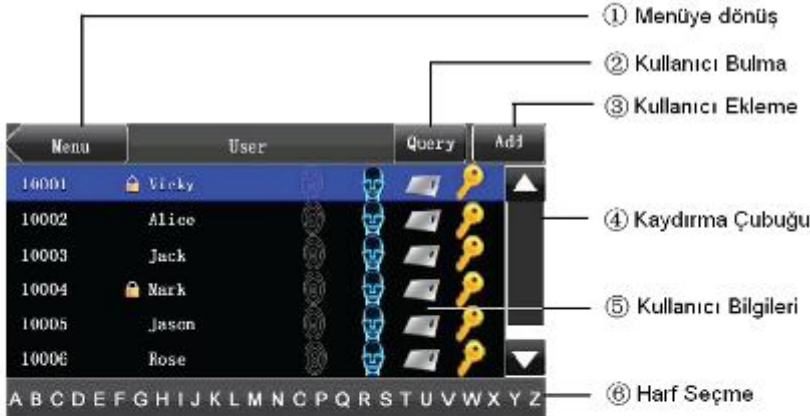 ① Menüye dönüş
② Kullanıcı Bulma
③ Kullanıcı Ekleme
Menu User Query Add
10001 Vicky
10002 Alice
10003 Jack
④ Kaydırma Çubuğu
10004 Mark
⑤ Kullanıcı Bilgileri
10005 Jason
10006 Rose
A B C D E F G H I J K L M N O P Q R S T U V W X Y Z
⑥ Harf Seçme